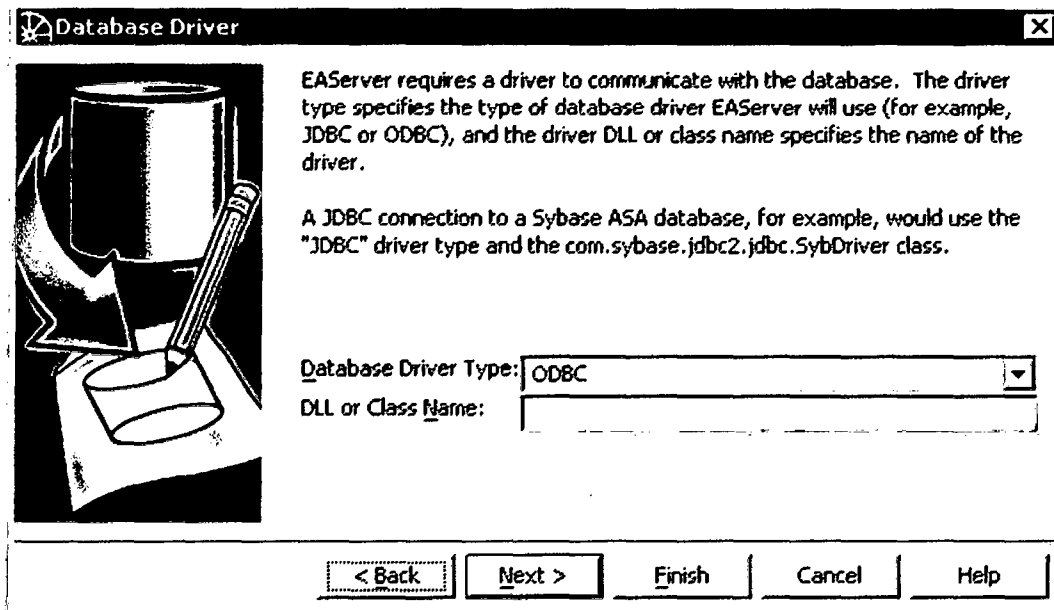 Database Driver
EAServer requires a driver to communicate with the database. The driver
type specifies the type of database driver EAServer will use (for example,
JDBC or ODBC), and the driver DLL or class name specifies the name of the
driver.
A JDBC connection to a Sybase ASA database, for example, would use the
"JDBC" driver type and the com.sybase.jdbc2.jdbc.SybDriver class.
Database Driver Type: ODBC
DLL or Class Name:
< Back Next > Finish Cancel Help